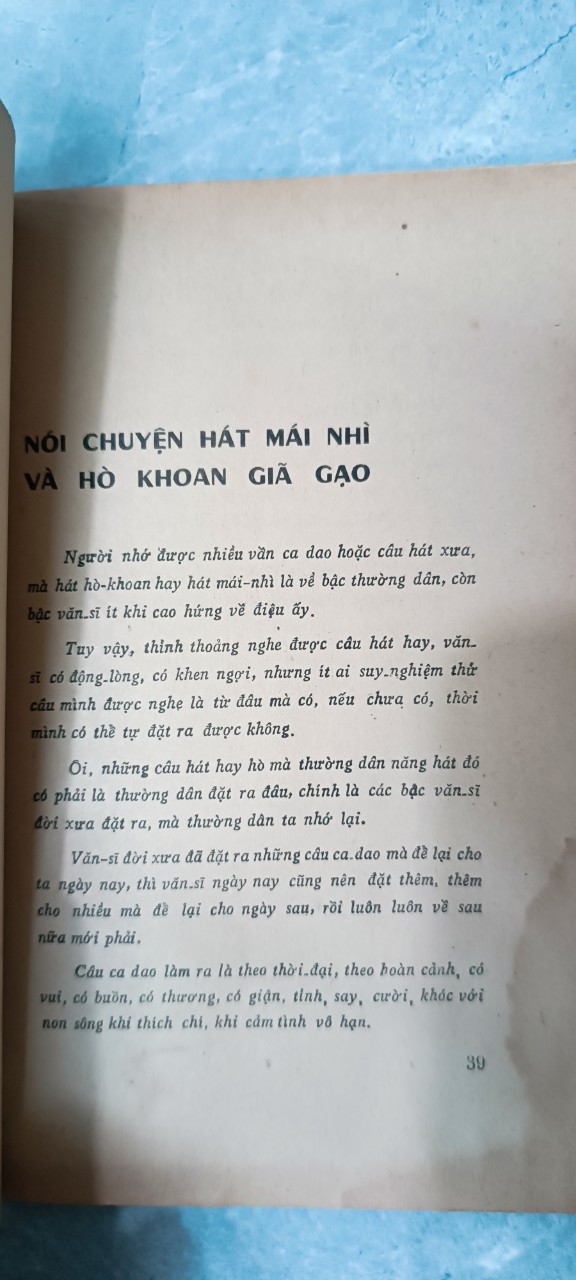 NÓI CHUYỆN HÁT MÁI NHÌ
VÀ HÒ KHOAN GIÃ GẠO
Người nhớ được nhiều vần ca dao hoặc câu hát xưa,
mà hát hò-khoan hay hát mái-nhì là về bậc thường dân, còn
bậc văn-sĩ ít khi cao hứng về điệu ấy.
Tuy vậy, thỉnh thoảng nghe được câu hát hay, văn-
sĩ có động-lòng, có khen ngợi, nhưng ít ai suy-nghiệm thử
câu mình được nghe là từ đâu mà có, nếu chưa có, thời
mình có thể tự đặt ra được không.
Ôi, những câu hát hay hò mà thường dân năng hát đó
có phải là thường dân đặt ra đâu, chính là các bậc văn-sĩ
đời xưa đặt ra, mà thường dân ta nhớ lại.
Văn-sĩ đời xưa đã đặt ra những câu ca-dao mà để lại cho
ta ngày nay, thì văn-sĩ ngày nay cũng nên đặt thêm, thêm
cho nhiều mà để lại cho ngày sau, rồi luôn luôn về sau
nữa mới phải.
Câu ca dao làm ra là theo thời-đại, theo hoàn cảnh, có
vui, có buồn, có thương, có giận, tỉnh, say, cười, khóc với
non sông khi thích chí, khi cảm tình vô hạn.
39